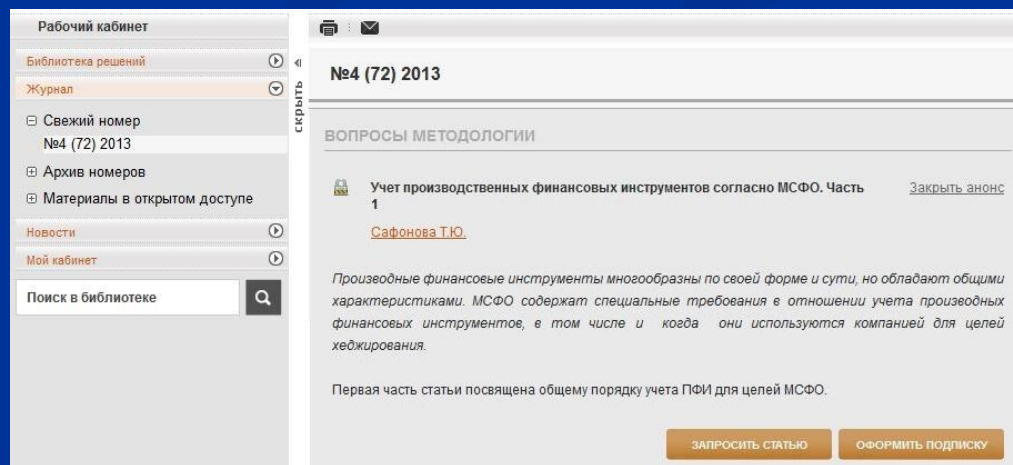 Рабочий кабинет
Библиотека решений
Журнал
Свежий номер
№4 (72) 2013
Архив номеров
Материалы в открытом доступе
Новости
Мой кабинет
Поиск в библиотеке
скрыть
№4 (72) 2013
ВОПРОСЫ МЕТОДОЛОГИИ
Учет производственных финансовых инструментов согласно МСФО. Часть
1
Закрыть анонс
Сафонова Т.Ю.
Производные финансовые инструменты многообразны по своей форме и сути, но обладают общими
характеристиками. МСФО содержат специальные требования в отношении учета производных
финансовых инструментов, в том числе и когда они используются компанией для целей
хеджирования.
Первая часть статьи посвящена общему порядку учета ПФИ для целей МСФО.
ЗАПРОСИТЬ СТАТЬЮ
ОФОРМИТЬ ПОДПИСКУ